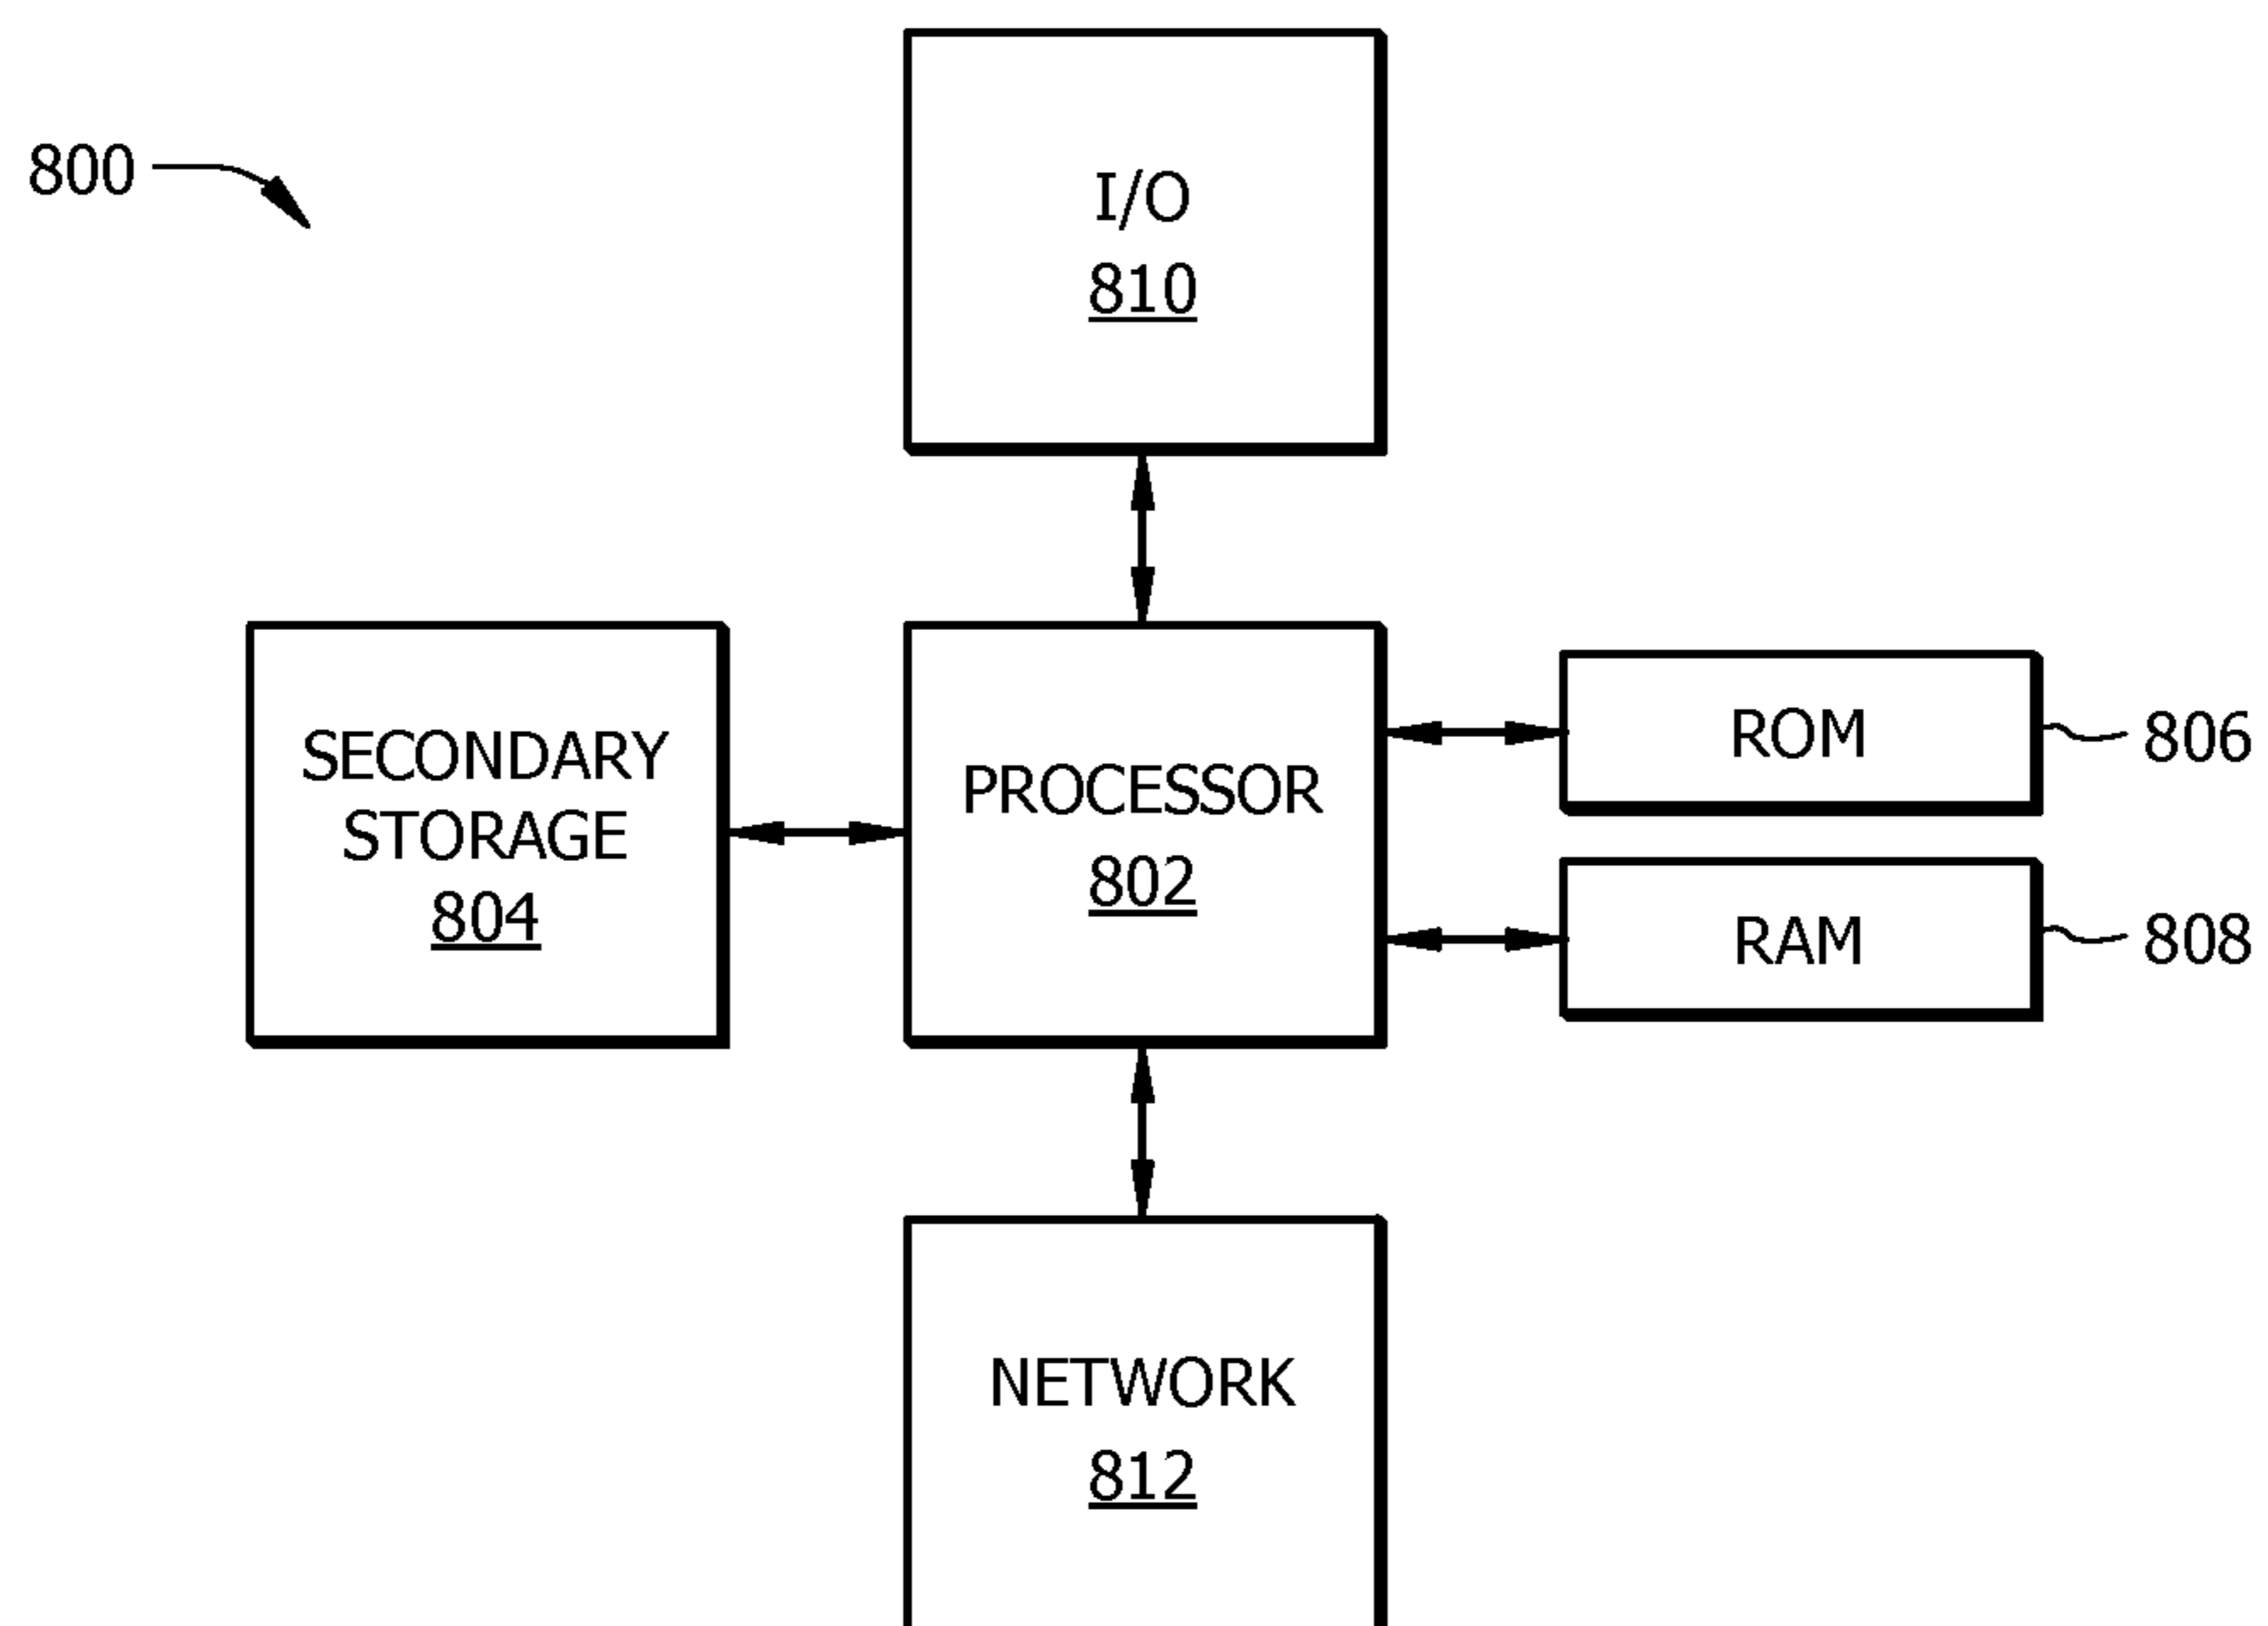 800
I/O
810
SECONDARY
STORAGE
804
PROCESSOR
802
ROM
806
RAM
808
NETWORK
812